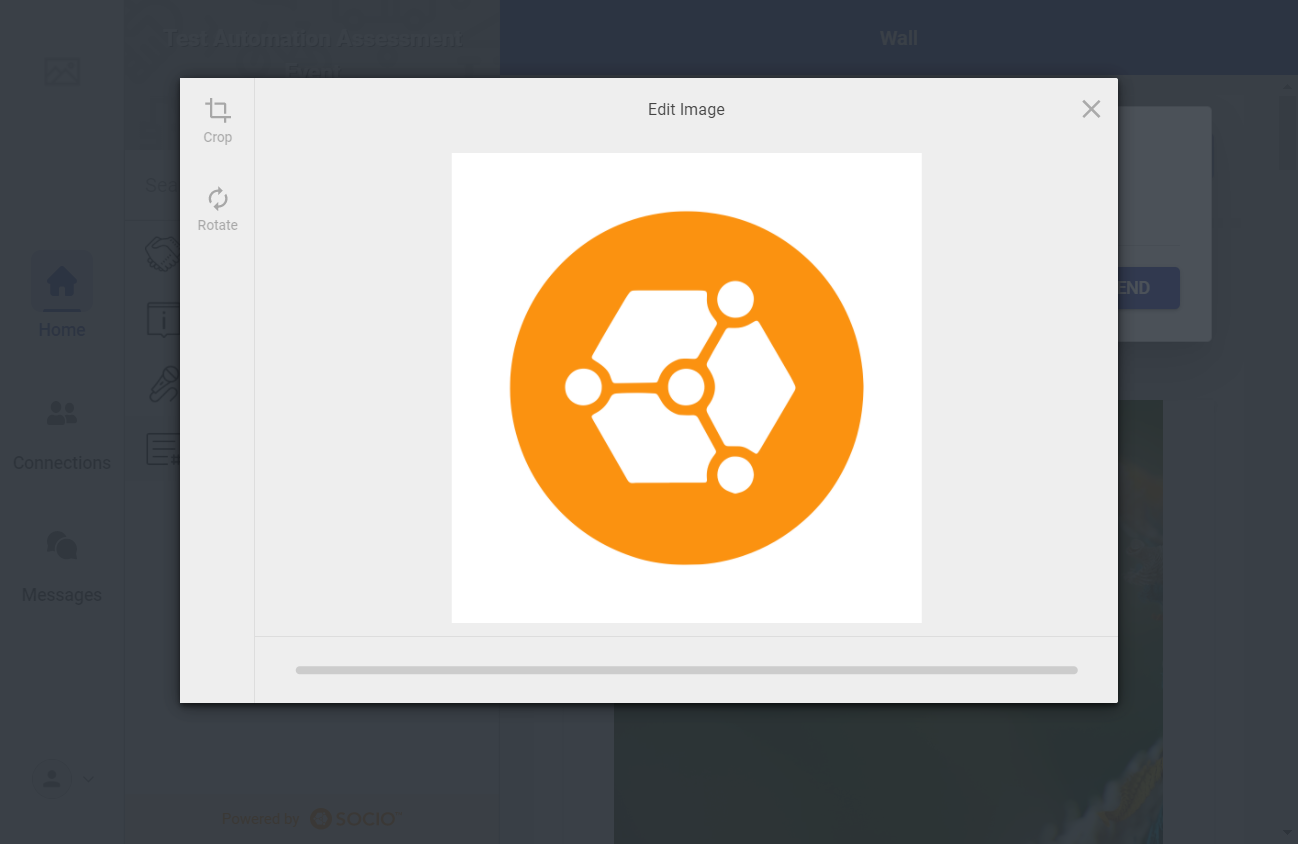 Test Automation Assessment
Event
Wall
Edit Image
Crop
Rotate
Sea
END
Home
Connections
Messages
Powered by
SOCIO